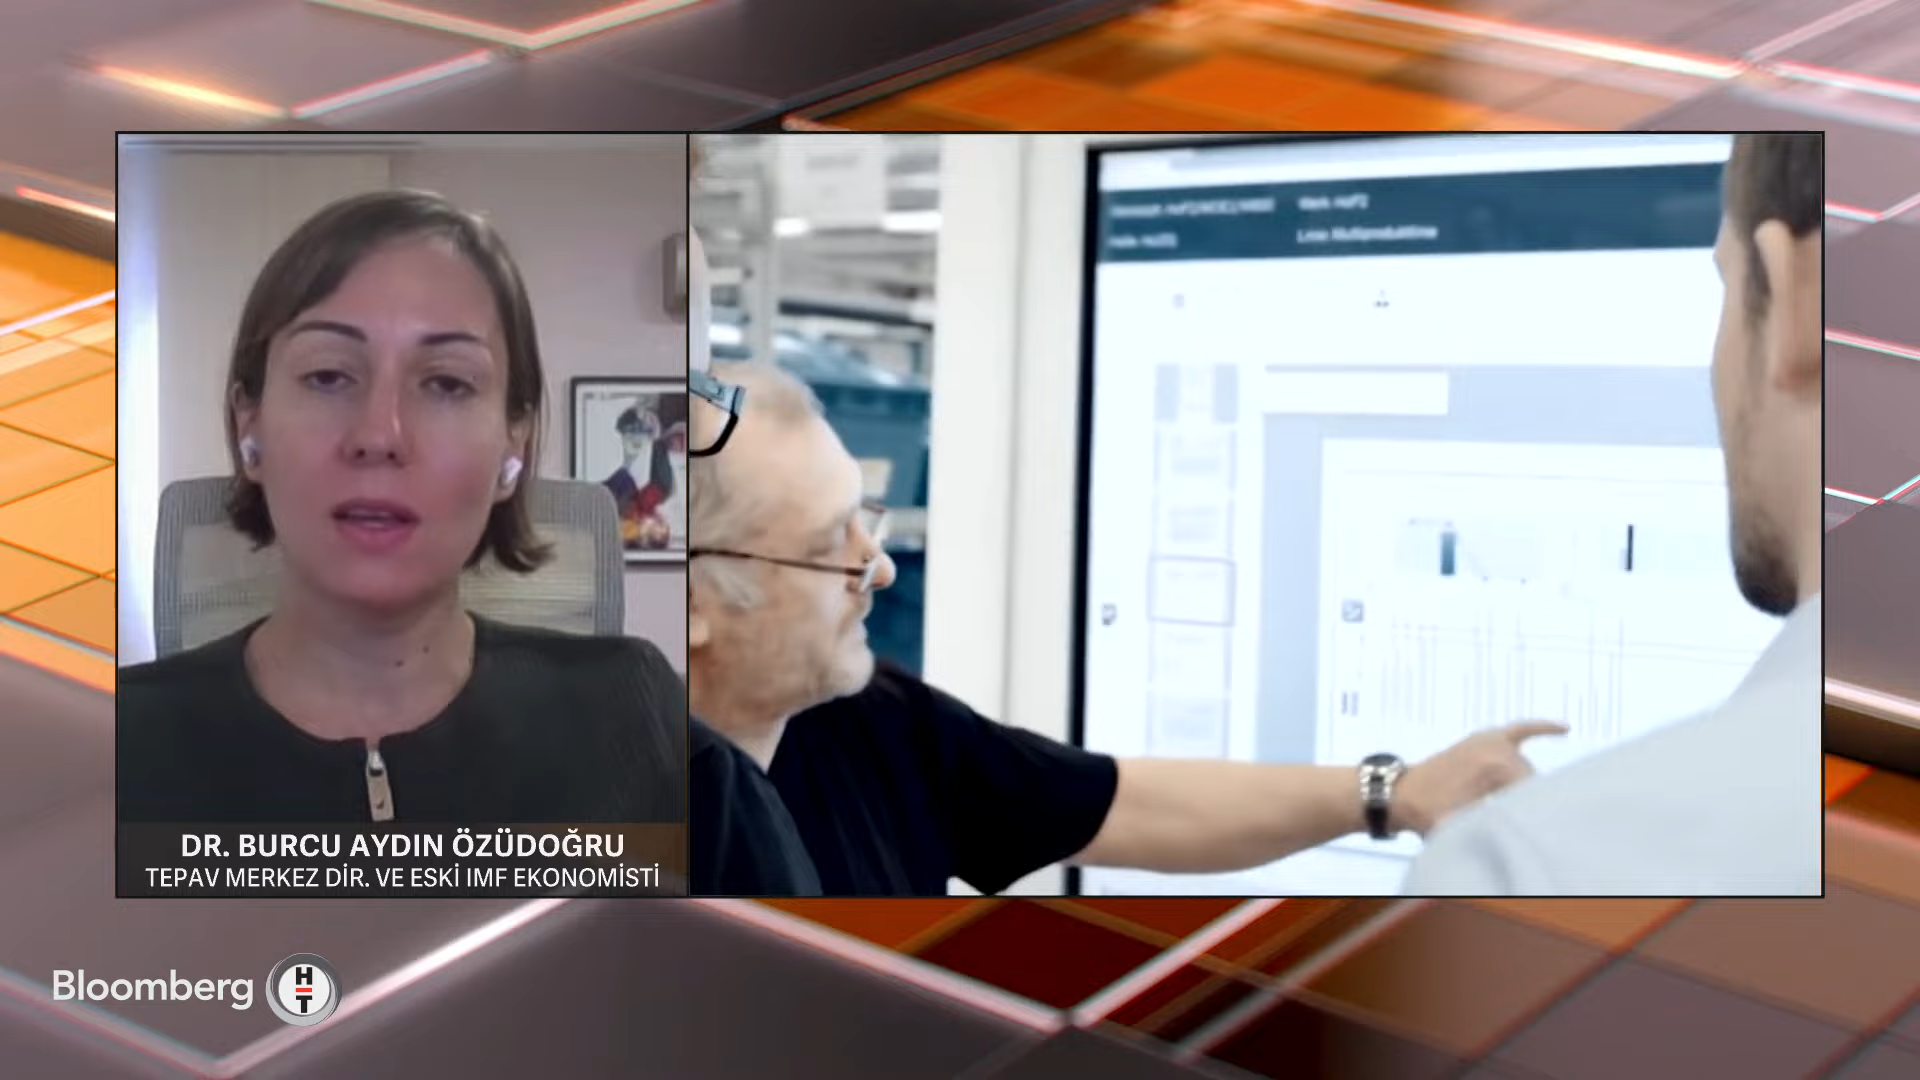 DR. BURCU AYDIN ÖZÜDOĞRU
TEPAV MERKEZ DİR. VE ESKİ IMF EKONOMİSTİ
Bloomberg HT